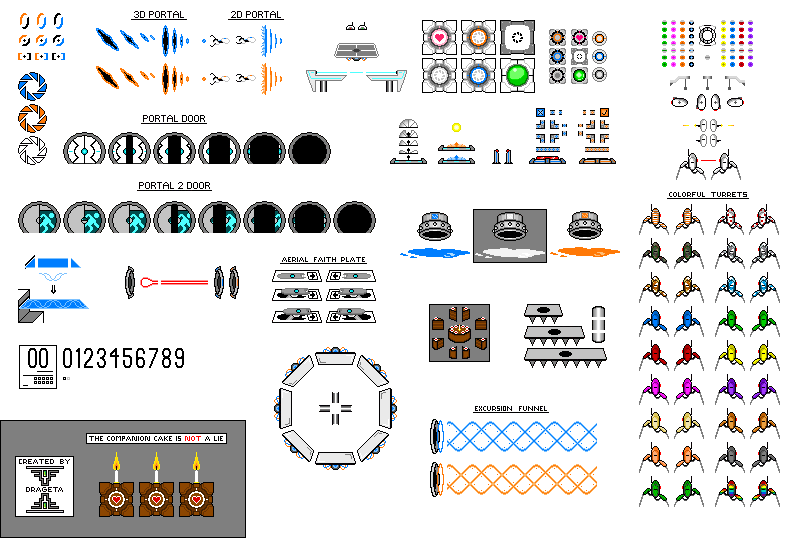 3D PORTAL
2D PORTAL
PORTAL DOOR
PORTAL 2 DOOR
COLORFUL TURRETS
AERIAL FAITH PLATE
00
0123456789
EXCURSION FUNNEL
THE COMPANION CAKE IS NOT A LIE
CREATED BY
DRAGETA